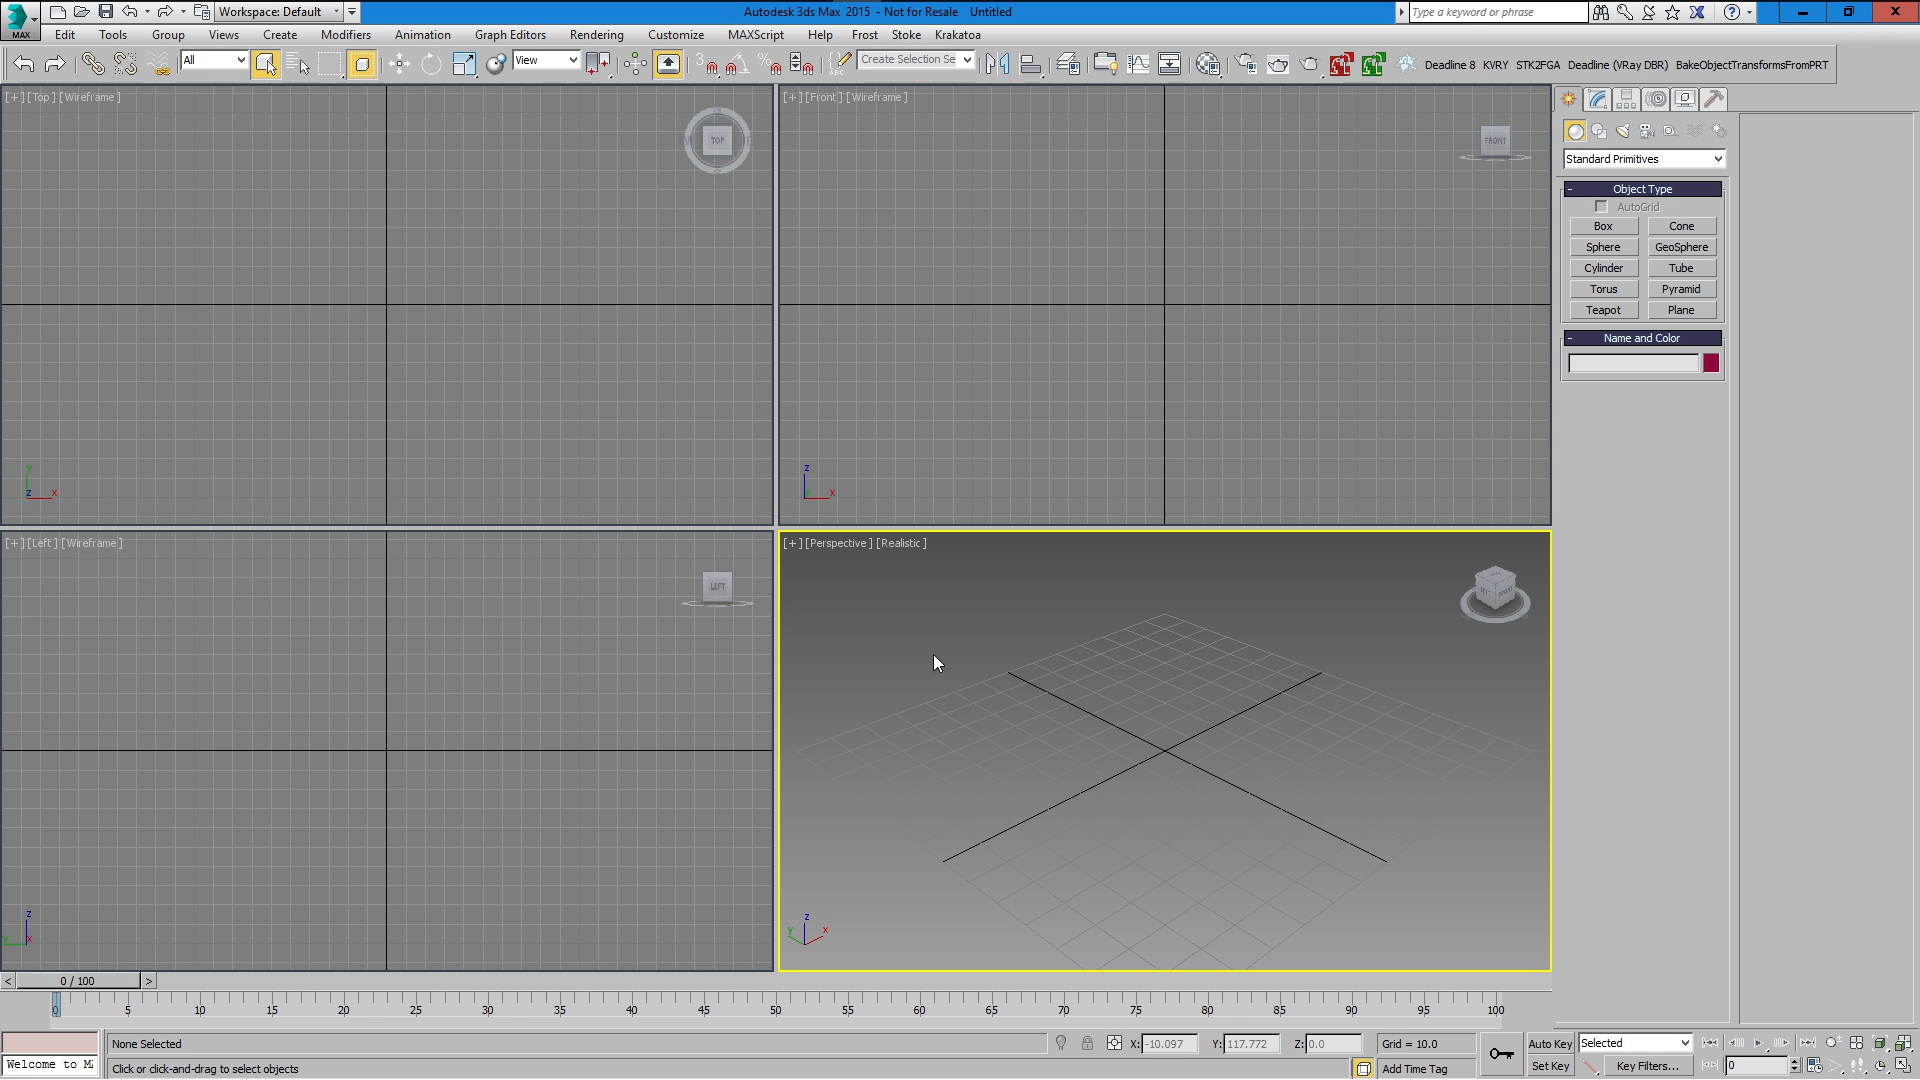 Workspace: Default
Autodesk 3ds Max 2015 - Not for Resale Untitled
Type a keyword or phrase
MAX
Edit Tools Group Views Create Modifiers Animation Graph Editors Rendering Customize MAXScript Help Frost Stoke Krakatoa
All
View
3
%
ABC
Create Selection Se
Deadline 8 KVRY STK2FGA Deadline (VRay DBR) BakeObjectTransformsFromPRT
[+] [Top] [Wireframe]
TOP
[+] [Front] [Wireframe]
FRONT
Standard Primitives
- Object Type
AutoGrid
Box Cone
Sphere GeoSphere
Cylinder Tube
Torus Pyramid
Teapot Plane
- Name and Color
y
z x
z
y x
[+] [Left] [Wireframe]
LEFT
[+] [Perspective] [Realistic]
z
y x
z
y x
< 0 / 100 >
0 5 10 15 20 25 30 35 40 45 50 55 60 65 70 75 80 85 90 95 100
None Selected
X: -10.097 Y: 117.772 Z: 0.0
Grid = 10.0
Auto Key
Selected
Welcome to M
Click or click-and-drag to select objects
Add Time Tag
Set Key
Key Filters...
0